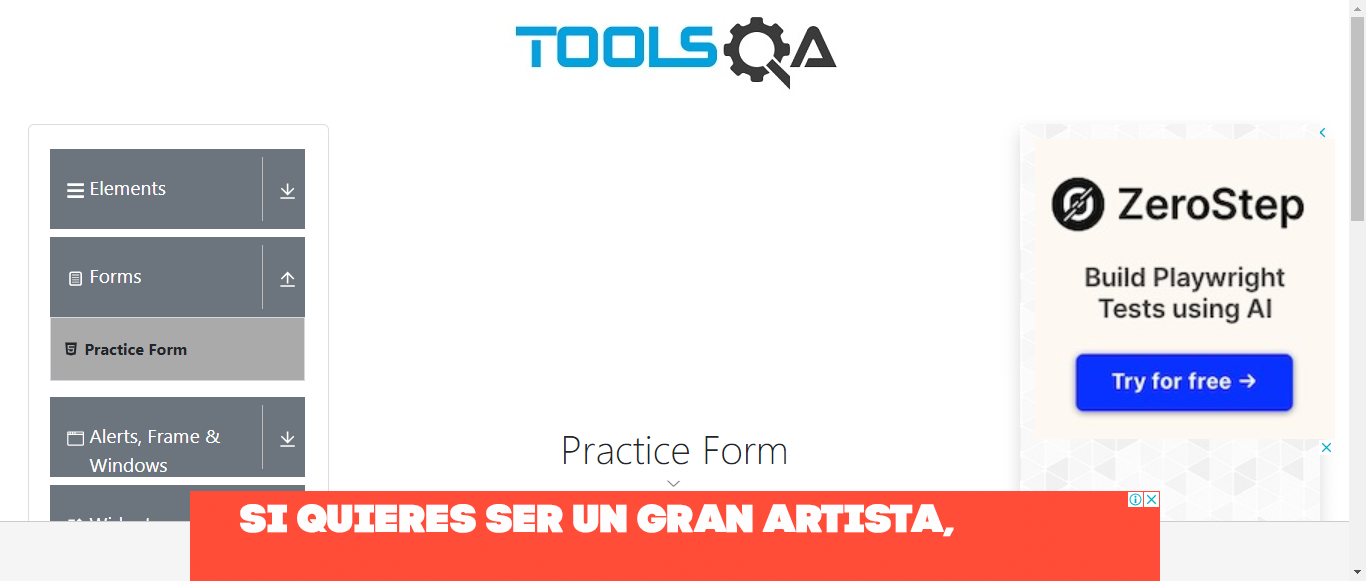 TOOLSQA
Elements
Forms
Practice Form
Alerts, Frame &
Windows
Practice Form
ZeroStep
Build Playwright
Tests using AI
Try for free →
SI QUIERES SER UN GRAN ARTISTA,